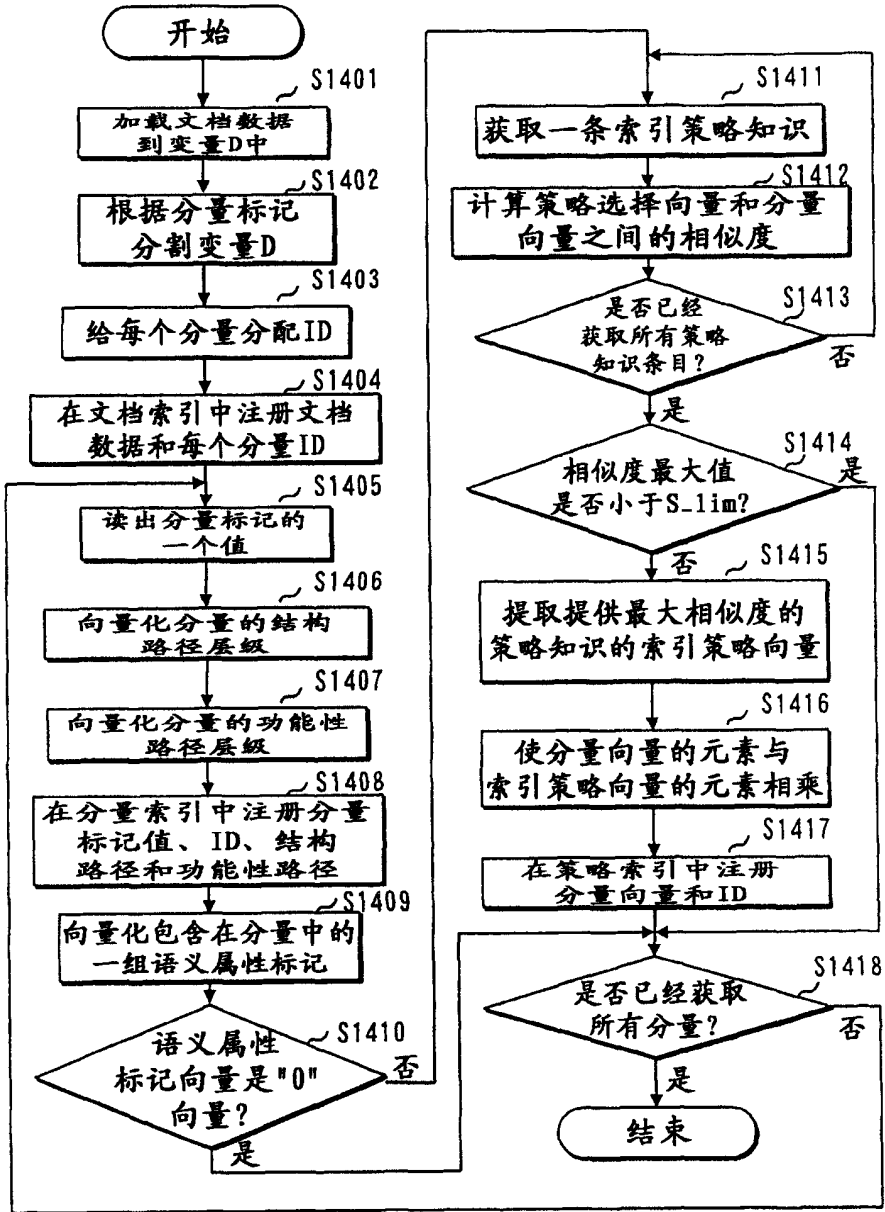 开始
S1401
加载文档数据
到变量D中
S1402
根据分量标记
分割变量D
S1403
给每个分量分配ID
S1404
在文档索引中注册文档
数据和每个分量ID
S1405
读出分量标记的
一个值
S1406
向量化分量的结构
路径层级
S1407
向量化分量的功能性
路径层级
S1408
在分量索引中注册分量
标记值、ID、结构
路径和功能性路径
S1409
向量化包含在分量中的
一组语义属性标记
S1410
语义属性
标记向量是"0"
向量?
否
是
S1411
获取一条索引策略知识
S1412
计算策略选择向量和分量
向量之间的相似度
S1413
是否已经
获取所有策略
知识条目?
否
是
S1414
相似度最大值
是否小于S_lim?
是
否
S1415
提取提供最大相似度的
策略知识的索引策略向量
S1416
使分量向量的元素与
索引策略向量的元素相乘
S1417
在策略索引中注册
分量向量和ID
S1418
是否已经获取
所有分量?
否
是
结束